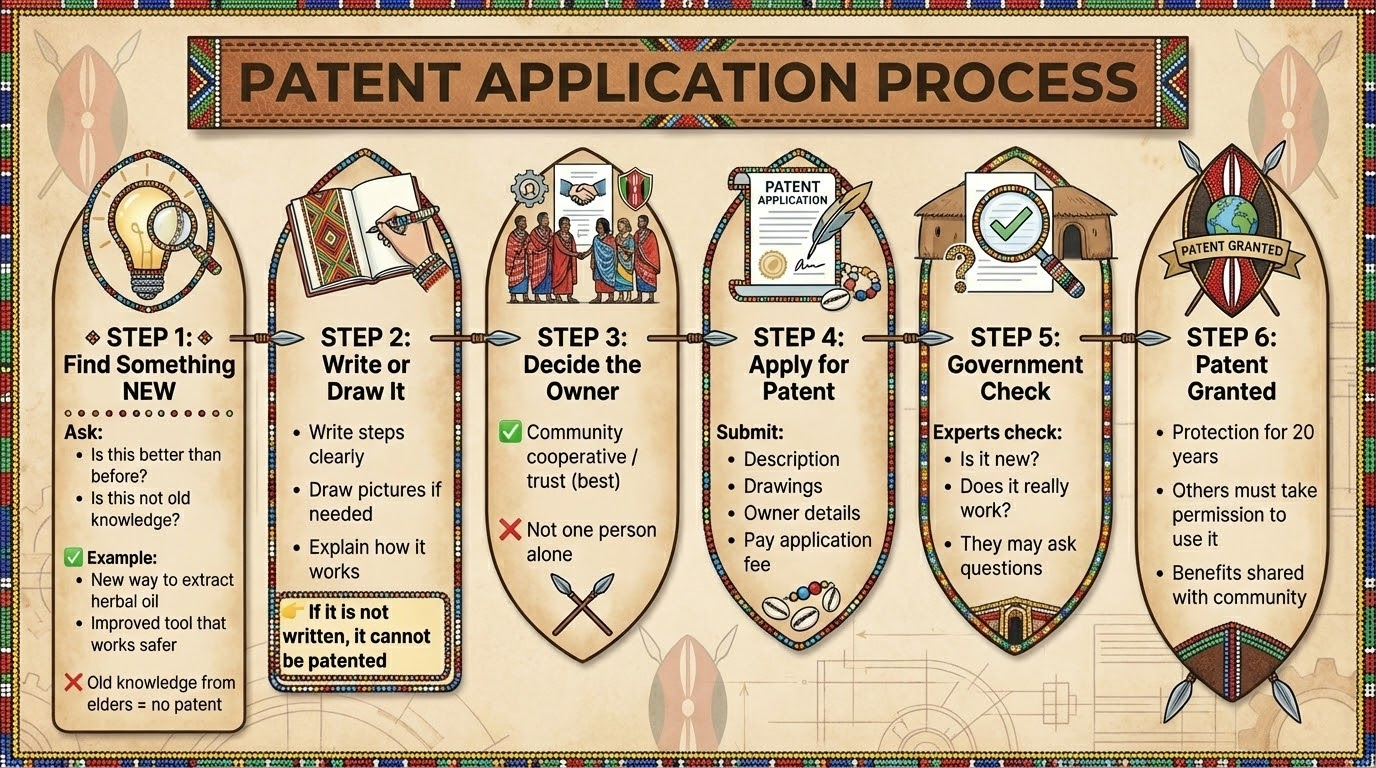 PATENT APPLICATION PROCESS
STEP 1:
Find Something
NEW
Ask:
• Is this better than
before?
• Is this not old
knowledge?
✅ Example:
• New way to extract
herbal oil
• Improved tool that
works safer
❌ Old knowledge from
elders = no patent
STEP 2:
Write or
Draw It
• Write steps
clearly
• Draw pictures if
needed
• Explain how it
works
👉 If it is not
written, it cannot
be patented
STEP 3:
Decide the
Owner
✅ Community
cooperative /
trust (best)
❌ Not one person
alone
PATENT
APPLICATION
STEP 4:
Apply for
Patent
Submit:
• Description
• Drawings
• Owner details
• Pay application
fee
?
STEP 5:
Government
Check
Experts check:
• Is it new?
• Does it really
work?
• They may ask
questions
PATENT GRANTED
STEP 6:
Patent
Granted
• Protection for 20
years
• Others must take
permission to
use it
• Benefits shared
with community